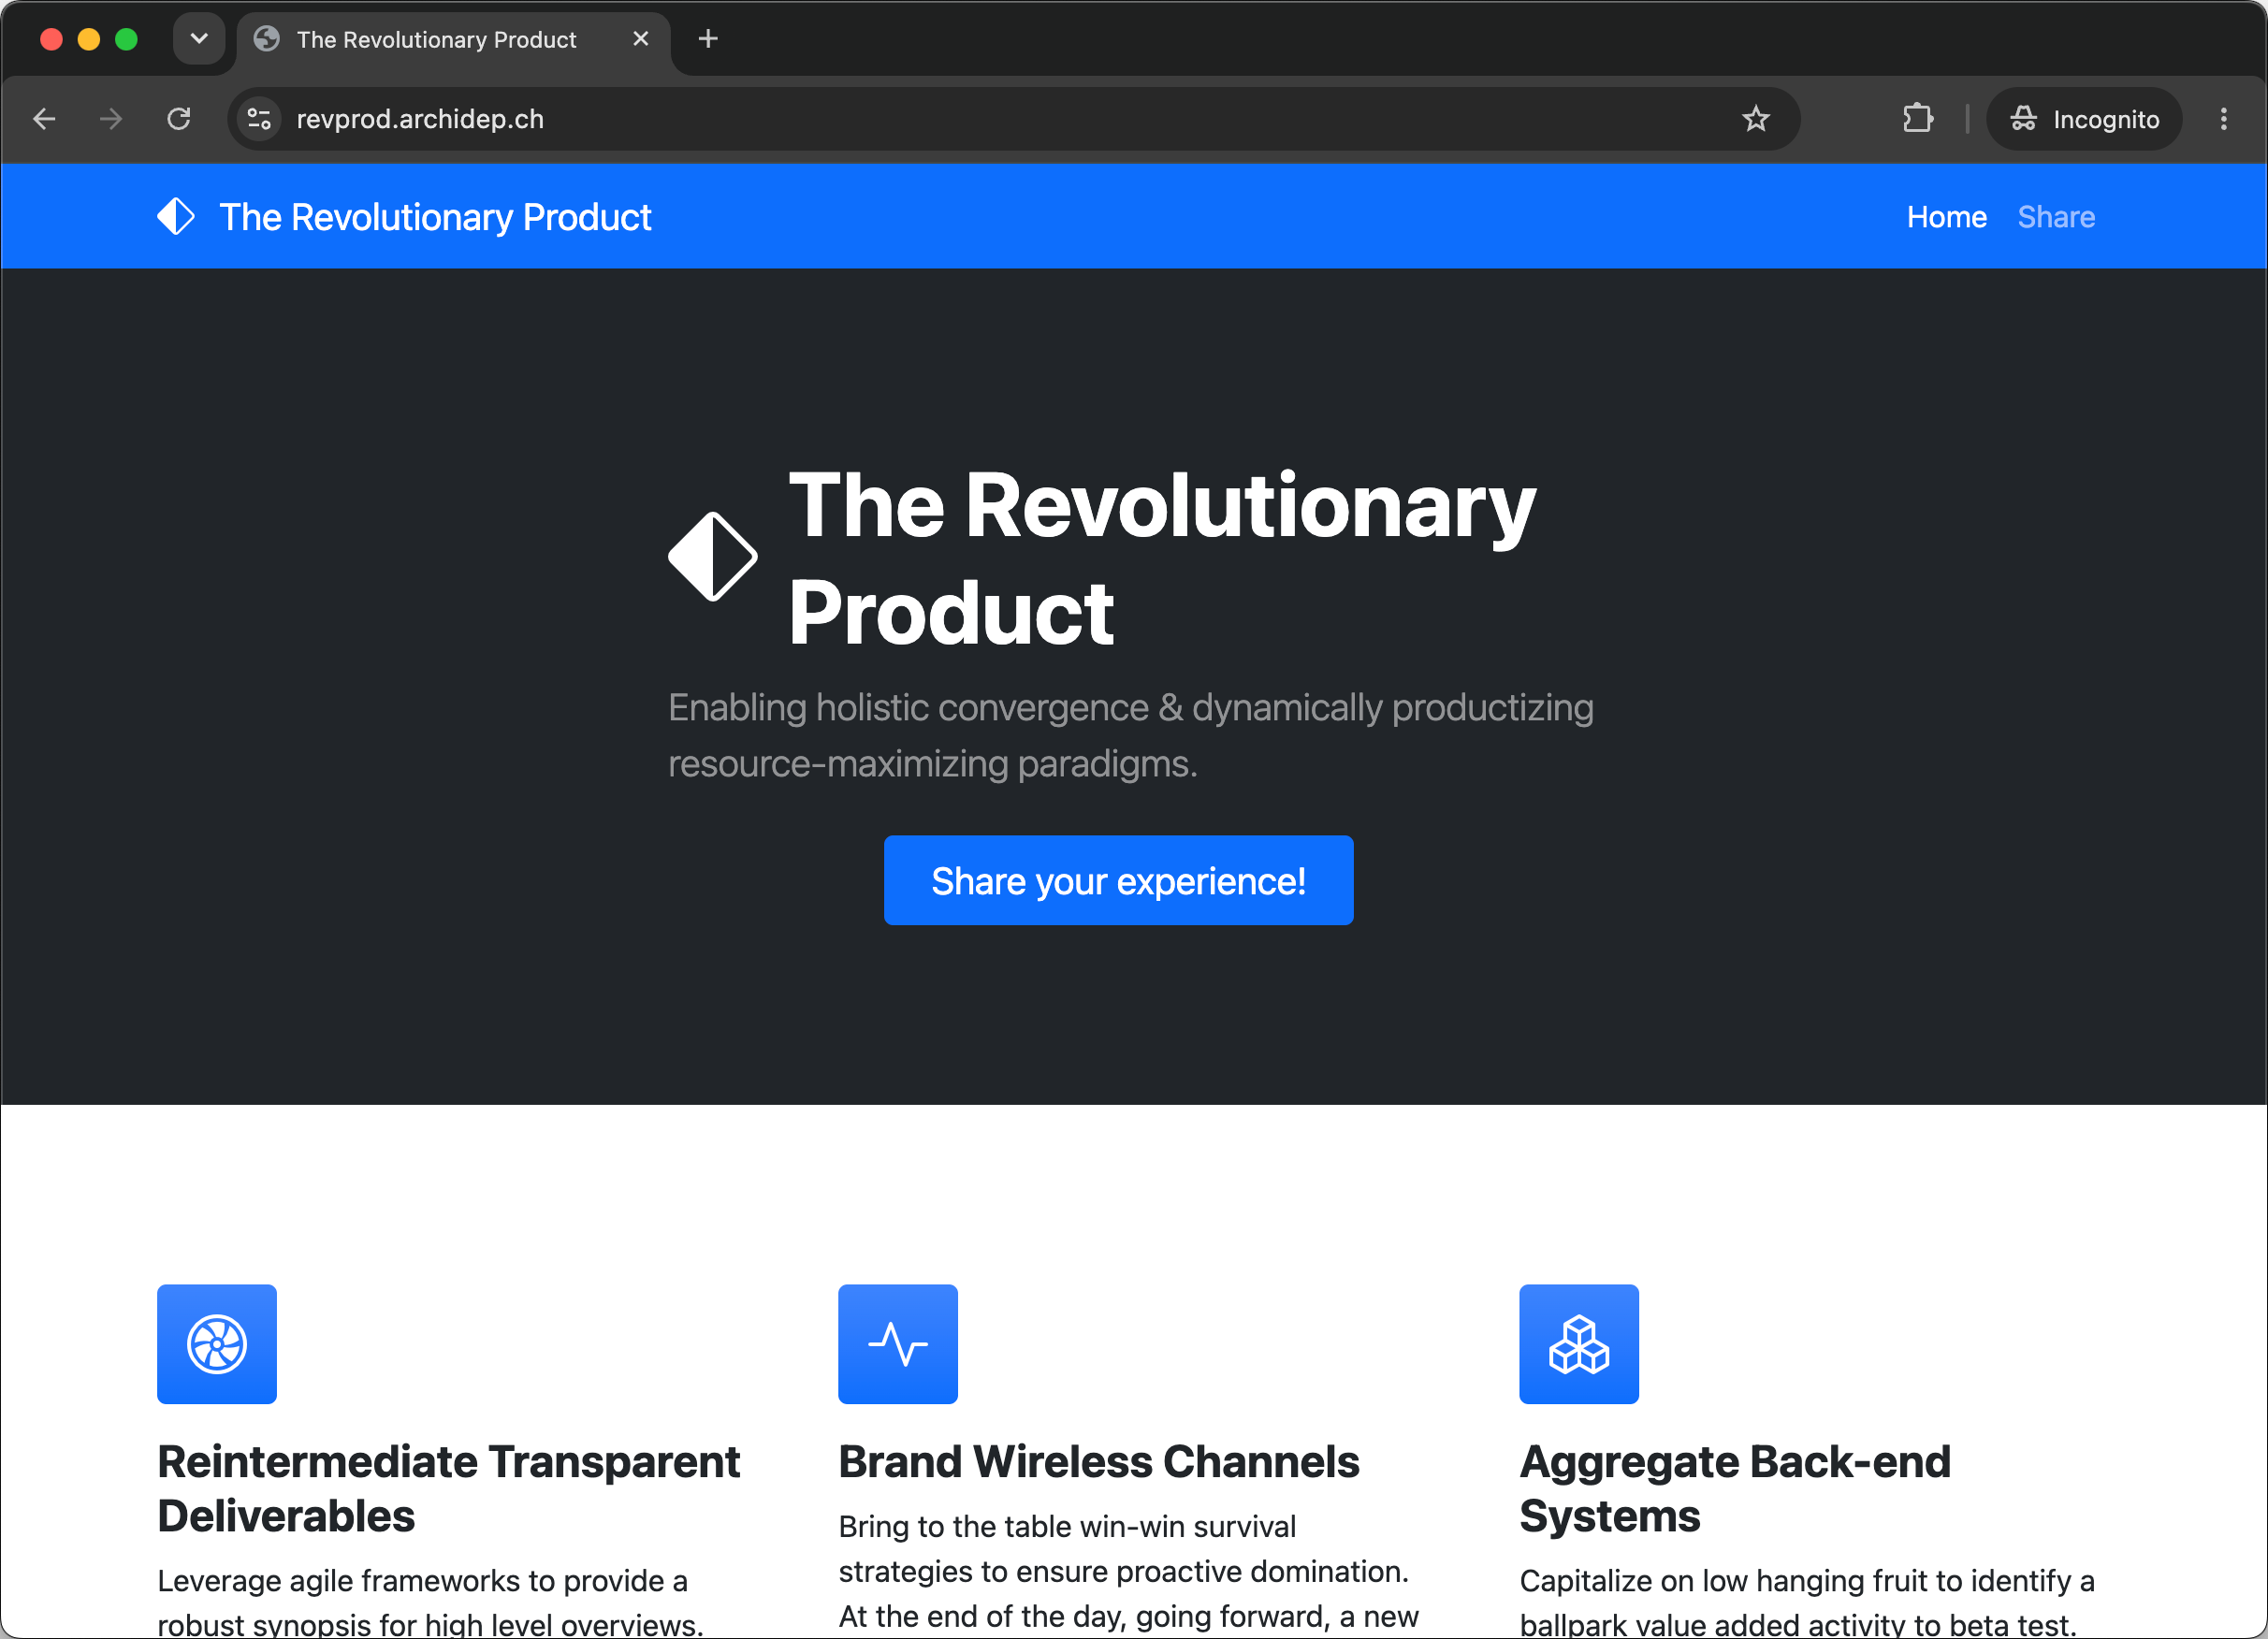 The Revolutionary Product
revprod.archidep.ch
Incognito
The Revolutionary Product
Home Share
The Revolutionary
Product
Enabling holistic convergence & dynamically productizing
resource-maximizing paradigms.
Share your experience!
Reintermediate Transparent
Deliverables
Leverage agile frameworks to provide a
robust synopsis for high level overviews.
Brand Wireless Channels
Bring to the table win-win survival
strategies to ensure proactive domination.
At the end of the day, going forward, a new
Aggregate Back-end
Systems
Capitalize on low hanging fruit to identify a
ballpark value added activity to beta test.